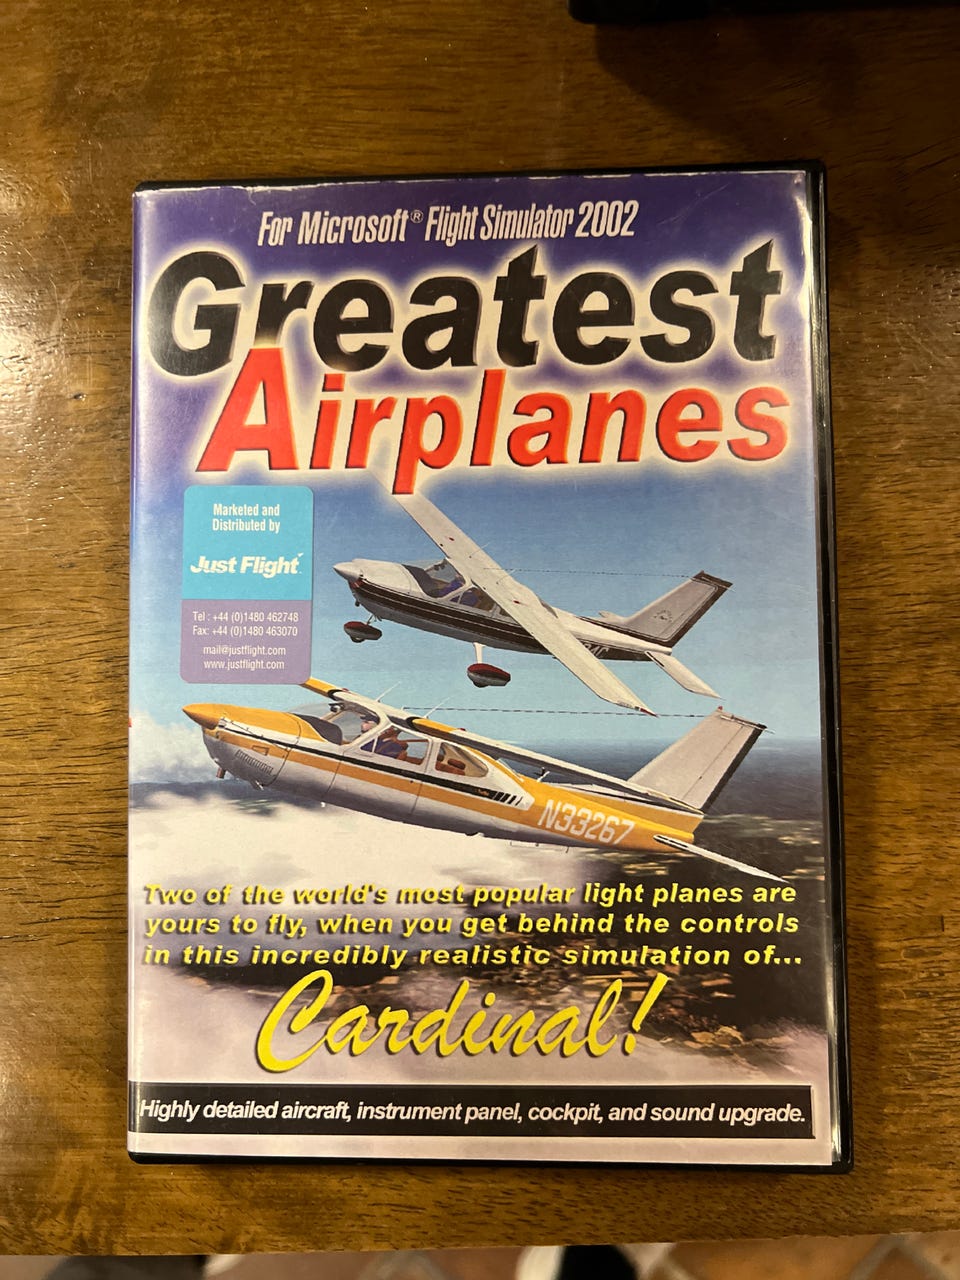 For Microsoft® Flight Simulator 2002
Greatest
Airplanes
Marketed and
Distributed by
Just Flight
Tel : +44 (0)1480 462748
Fax: +44 (0)1480 463070
mail@justflight.com
www.justflight.com
N33267
Two of the world's most popular light planes are
yours to fly, when you get behind the controls
in this incredibly realistic simulation of...
Cardinal!
Highly detailed aircraft, instrument panel, cockpit, and sound upgrade.